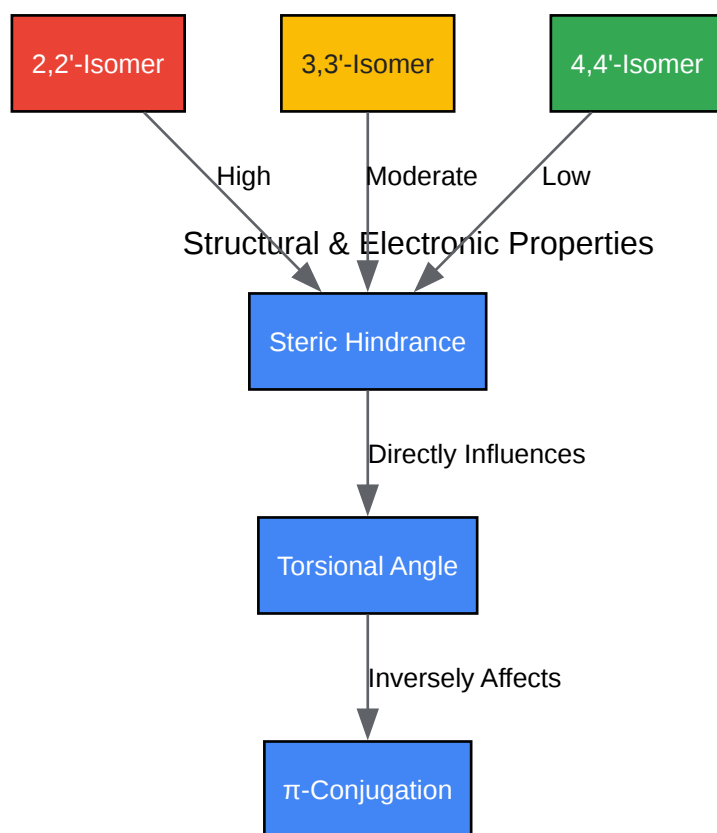 2,2'-Isomer
3,3'-Isomer
4,4'-Isomer
High
Moderate
Low
Structural & Electronic Properties
Steric Hindrance
Directly Influences
Torsional Angle
Inversely Affects
π-Conjugation